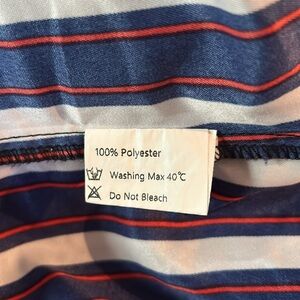 100% Polyester
Washing Max 40℃
Do Not Bleach